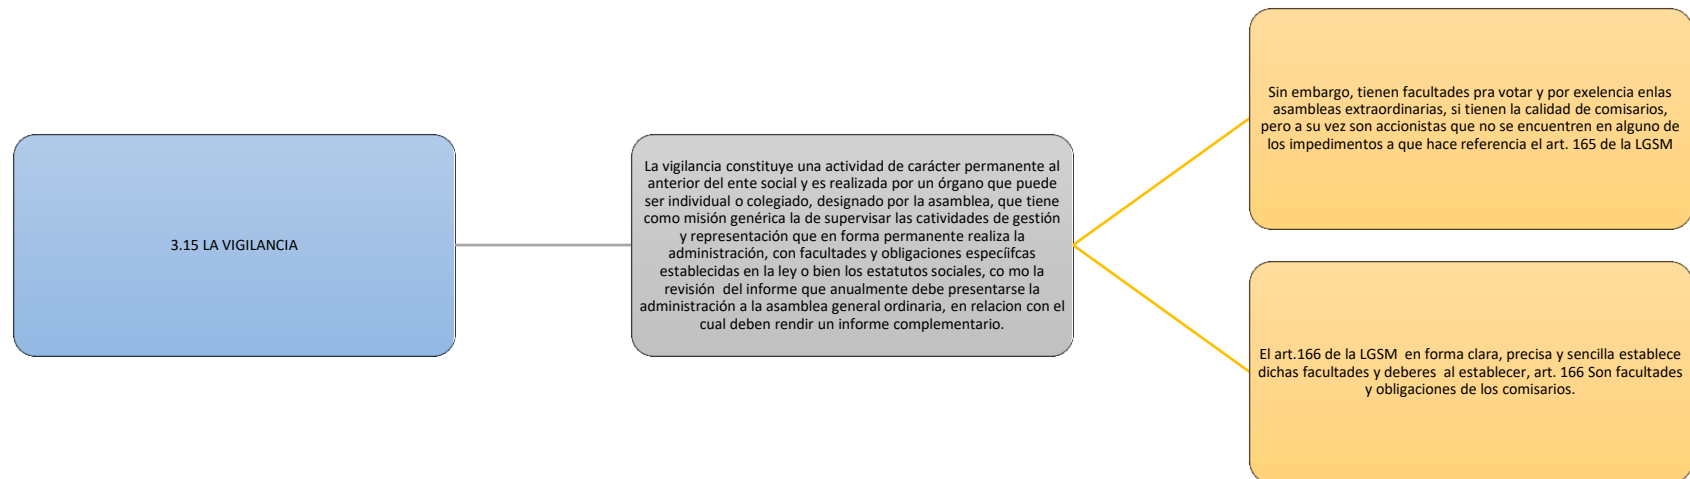 3.15 LA VIGILANCIA
La vigilancia constituye una actividad de carácter permanente al
anterior del ente social y es realizada por un órgano que puede
ser individual o colegiado, designado por la asamblea, que tiene
como misión genérica la de supervisar las catividades de gestión
y representación que en forma permanente realiza la
administración, con facultades y obligaciones especíifcas
establecidas en la ley o bien los estatutos sociales, co mo la
revisión  del informe que anualmente debe presentarse la
administración a la asamblea general ordinaria, en relacion con el
cual deben rendir un informe complementario.
Sin embargo, tienen facultades pra votar y por exelencia enlas
asambleas extraordinarias, si tienen la calidad de comisarios,
pero a su vez son accionistas que no se encuentren en alguno de
los impedimentos a que hace referencia el art. 165 de la LGSM
El art.166 de la LGSM  en forma clara, precisa y sencilla establece
dichas facultades y deberes  al establecer, art. 166 Son facultades
y obligaciones de los comisarios.